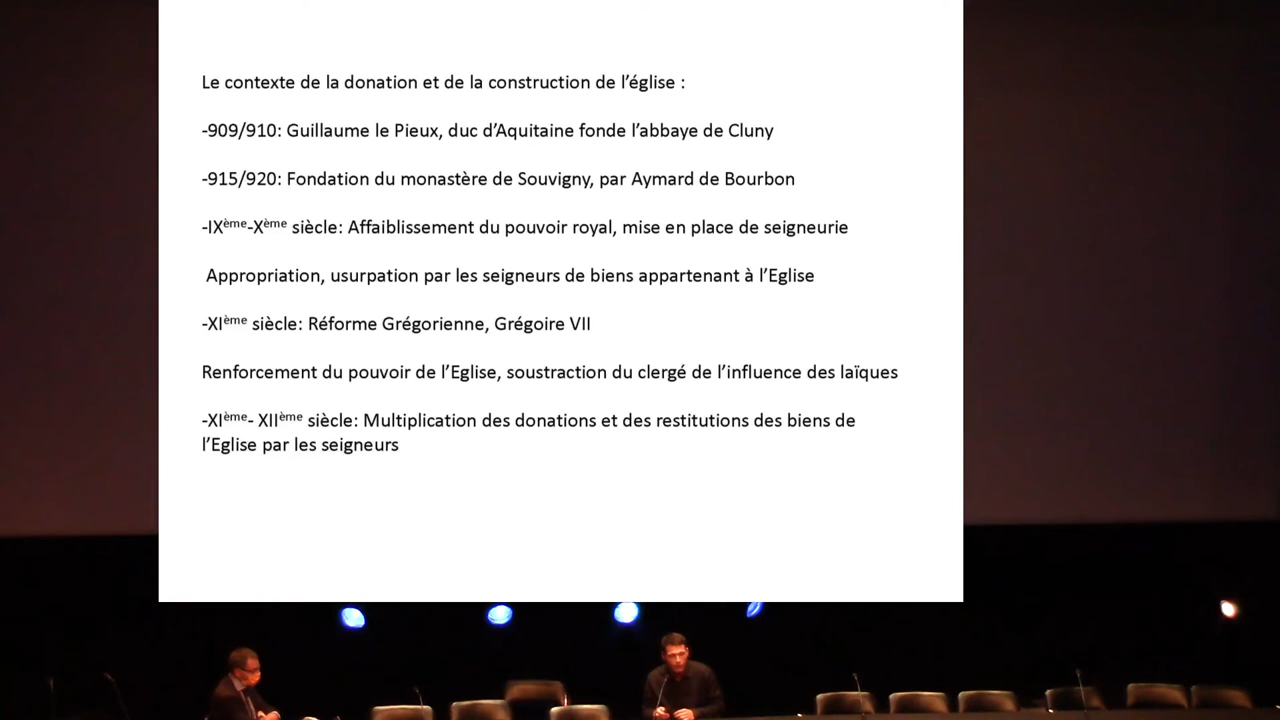 Le contexte de la donation et de la construction de l’église :
-909/910: Guillaume le Pieux, duc d’Aquitaine fonde l’abbaye de Cluny
-915/920: Fondation du monastère de Souvigny, par Aymard de Bourbon
-IXème-Xème siècle: Affaiblissement du pouvoir royal, mise en place de seigneurie
Appropriation, usurpation par les seigneurs de biens appartenant à l’Eglise
-XIème siècle: Réforme Grégorienne, Grégoire VII
Renforcement du pouvoir de l’Eglise, soustraction du clergé de l’influence des laïques
-XIème- XIIème siècle: Multiplication des donations et des restitutions des biens de
l’Eglise par les seigneurs